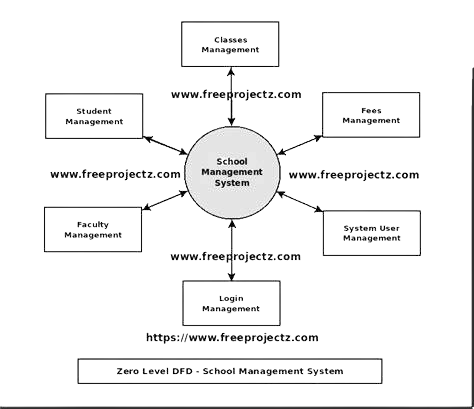 Classes
Management
www.freeprojectz.com
Student
Management
Fees
Management
School
Management
System
www.freeprojectz.com
www.freeprojectz.com
Faculty
Management
System User
Management
www.freeprojectz.com
Login
Management
https://www.freeprojectz.com
Zero Level DFD - School Management System